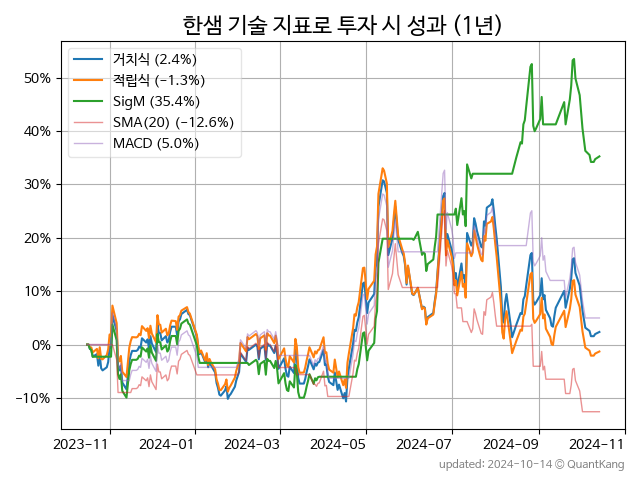 한샘 기술 지표로 투자 시 성과 (1년)
거치식 (2.4%)
적립식 (−1.3%)
SigM (35.4%)
SMA(20) (−12.6%)
MACD (5.0%)
50%
40%
30%
20%
10%
0%
−10%
2023−11 2024−01 2024−03 2024−05 2024−07 2024−09 2024−11
updated: 2024-10-14 © QuantKang